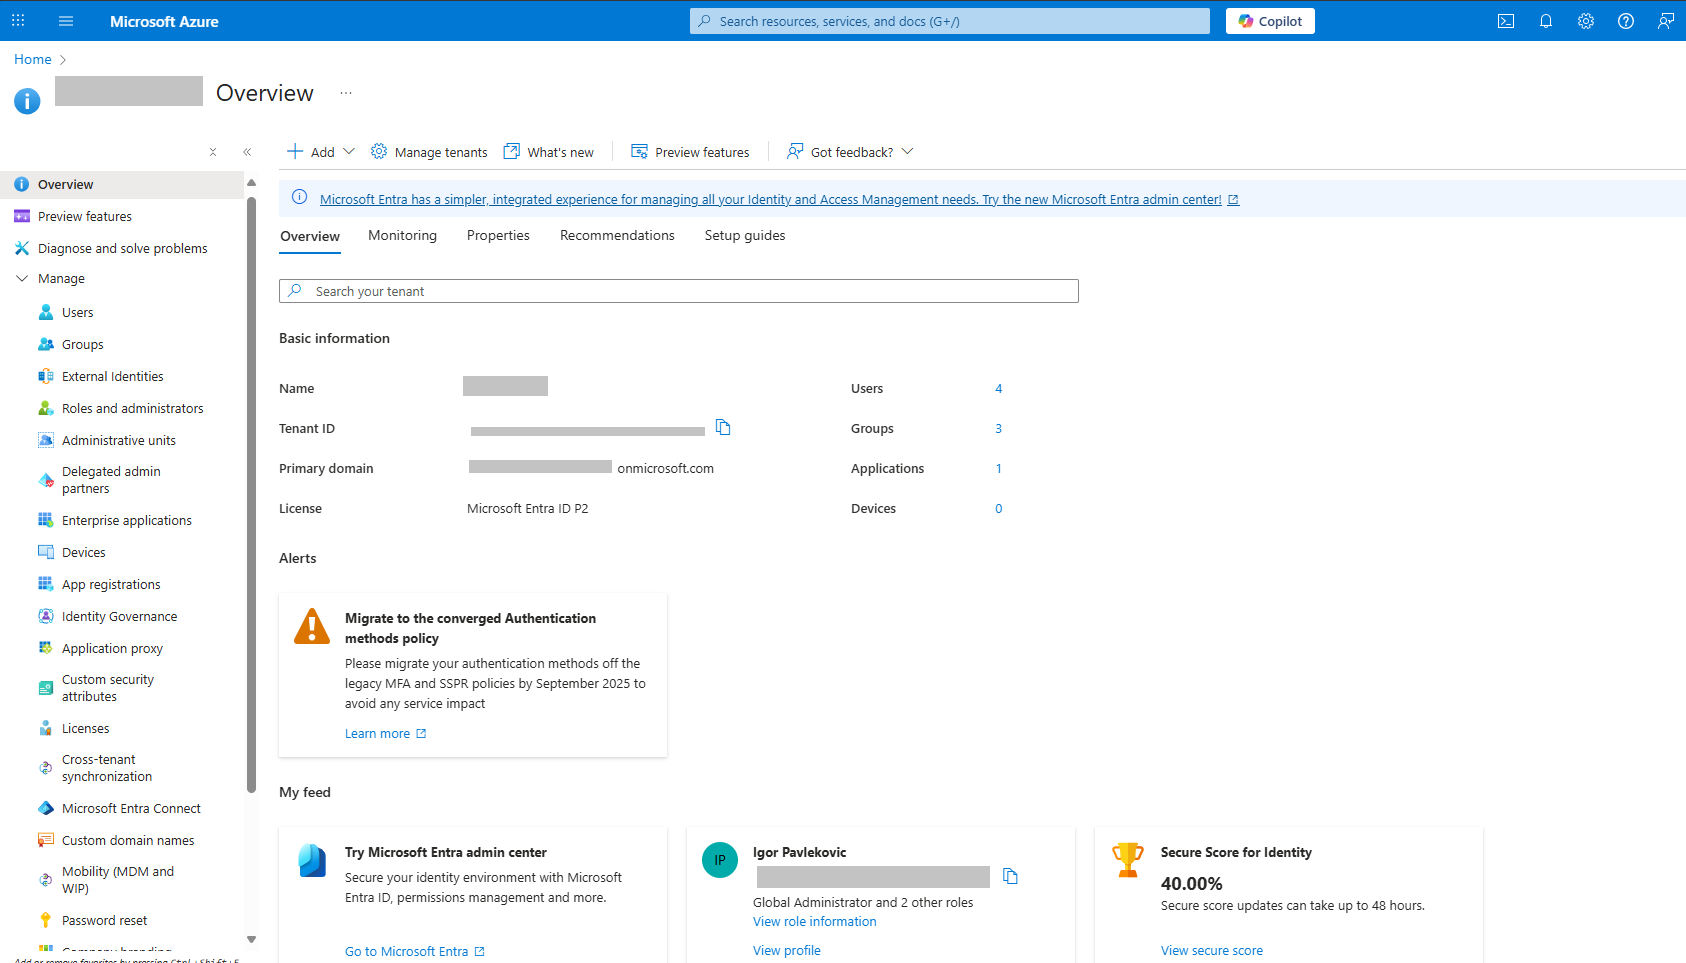 Microsoft Azure
Search resources, services, and docs (G+/)
Copilot
Home
Overview
...
Add
Manage tenants
What's new
Preview features
Got feedback?
Overview
Preview features
Diagnose and solve problems
Manage
Users
Groups
External Identities
Roles and administrators
Administrative units
Delegated admin
partners
Enterprise applications
Devices
App registrations
Identity Governance
Application proxy
Custom security
attributes
Licenses
Cross-tenant
synchronization
Microsoft Entra Connect
Custom domain names
Mobility (MDM and
WIP)
Password reset
Company branding
Add or remove favorites by pressing Ctrl+Shift+F
Microsoft Entra has a simpler, integrated experience for managing all your Identity and Access Management needs. Try the new Microsoft Entra admin center!
Overview
Monitoring
Properties
Recommendations
Setup guides
Search your tenant
Basic information
Name
Users 4
Tenant ID
Groups 3
Primary domain onmicrosoft.com
Applications 1
License Microsoft Entra ID P2
Devices 0
Alerts
Migrate to the converged Authentication
methods policy
Please migrate your authentication methods off the
legacy MFA and SSPR policies by September 2025 to
avoid any service impact
Learn more
My feed
Try Microsoft Entra admin center
Secure your identity environment with Microsoft
Entra ID, permissions management and more.
Go to Microsoft Entra
IP
Igor Pavlekovic
Global Administrator and 2 other roles
View role information
View profile
Secure Score for Identity
40.00%
Secure score updates can take up to 48 hours.
View secure score